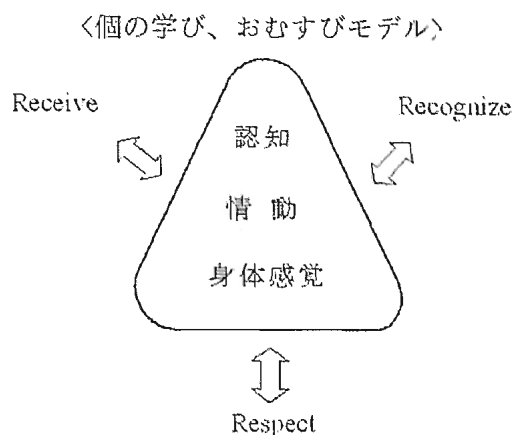 〈個の学び、おむすびモデル〉
Receive
Recognize
認知
情動
身体感覚
Respect